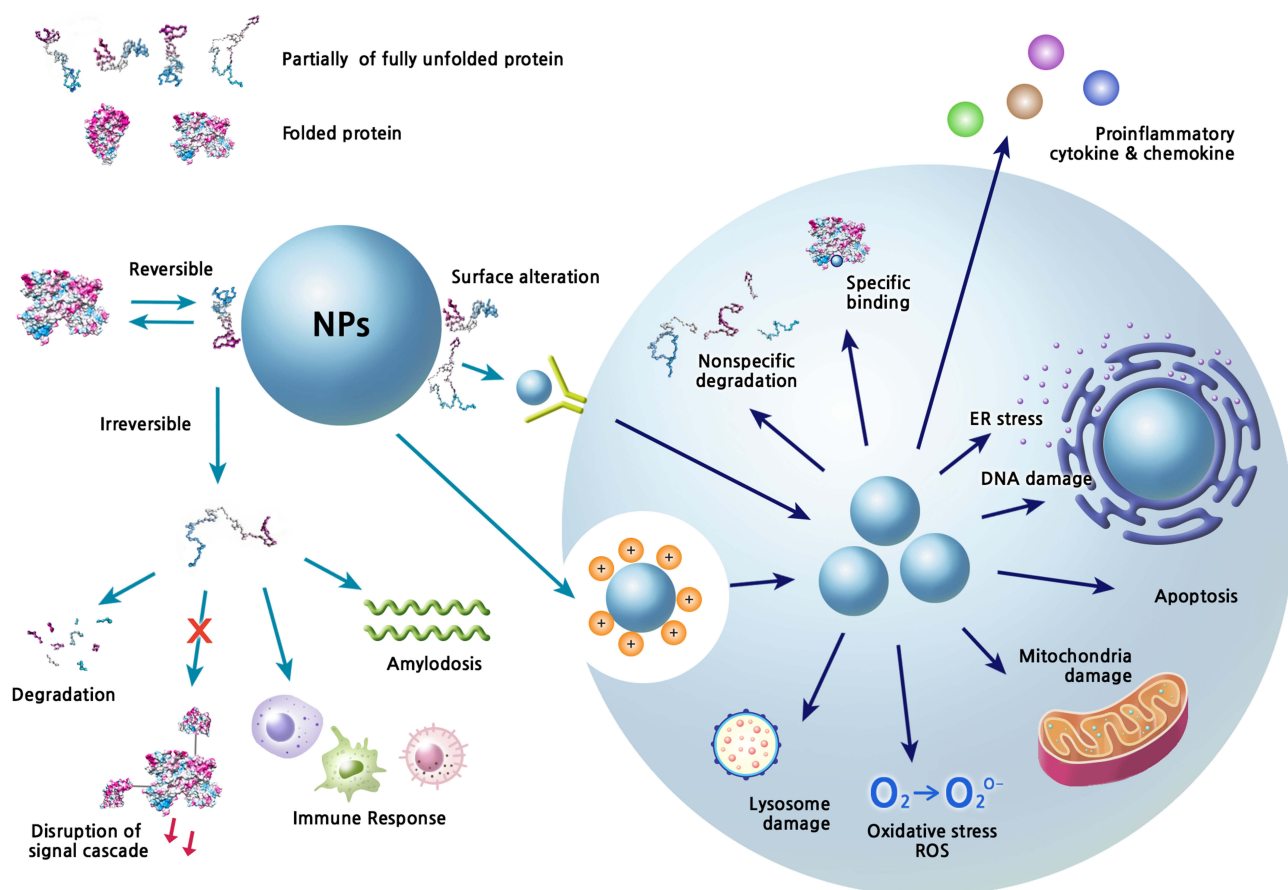 Partially of fully unfolded protein
Folded protein
Proinflammatory
cytokine & chemokine
Reversible
Surface alteration
NPs
Irreversible
Specific
binding
Nonspecific
degradation
ER stress
DNA damage
Apoptosis
Mitochondria
damage
Lysosome
damage
O₂ → O₂ᴼ⁻
Oxidative stress
ROS
+ + + + + + +
Degradation
X
Amylodosis
Immune Response
Disruption of
signal cascade